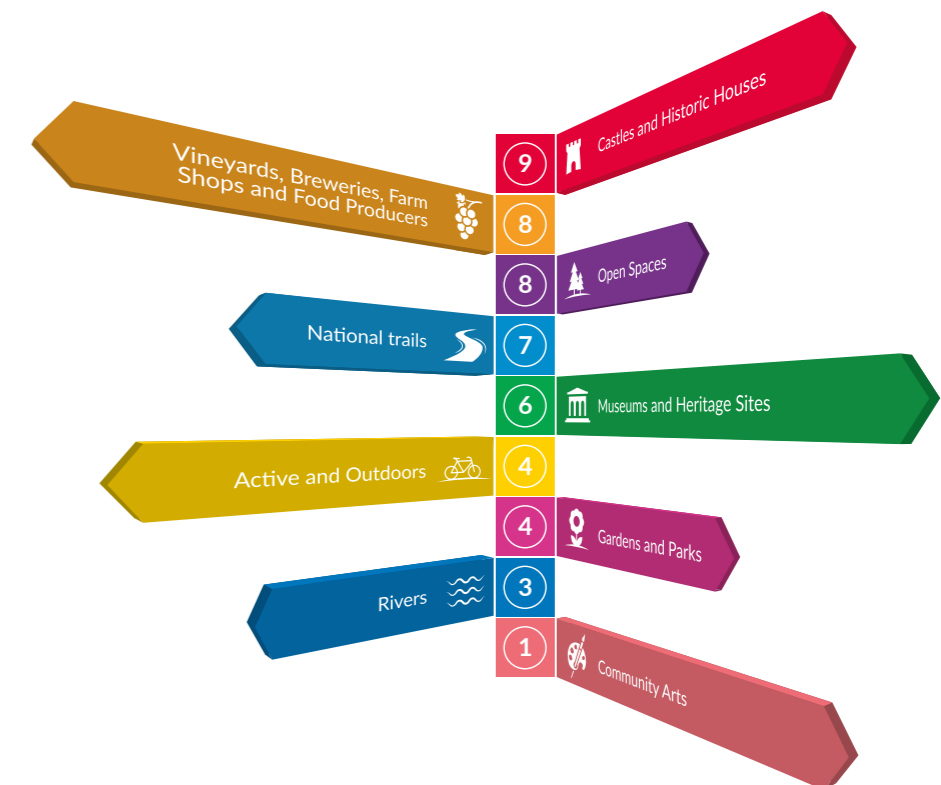 9
Castles and Historic Houses
Vineyards, Breweries, Farm
Shops and Food Producers
8
8
Open Spaces
National trails
7
6
Museums and Heritage Sites
Active and Outdoors
4
4
Gardens and Parks
Rivers
3
1
Community Arts